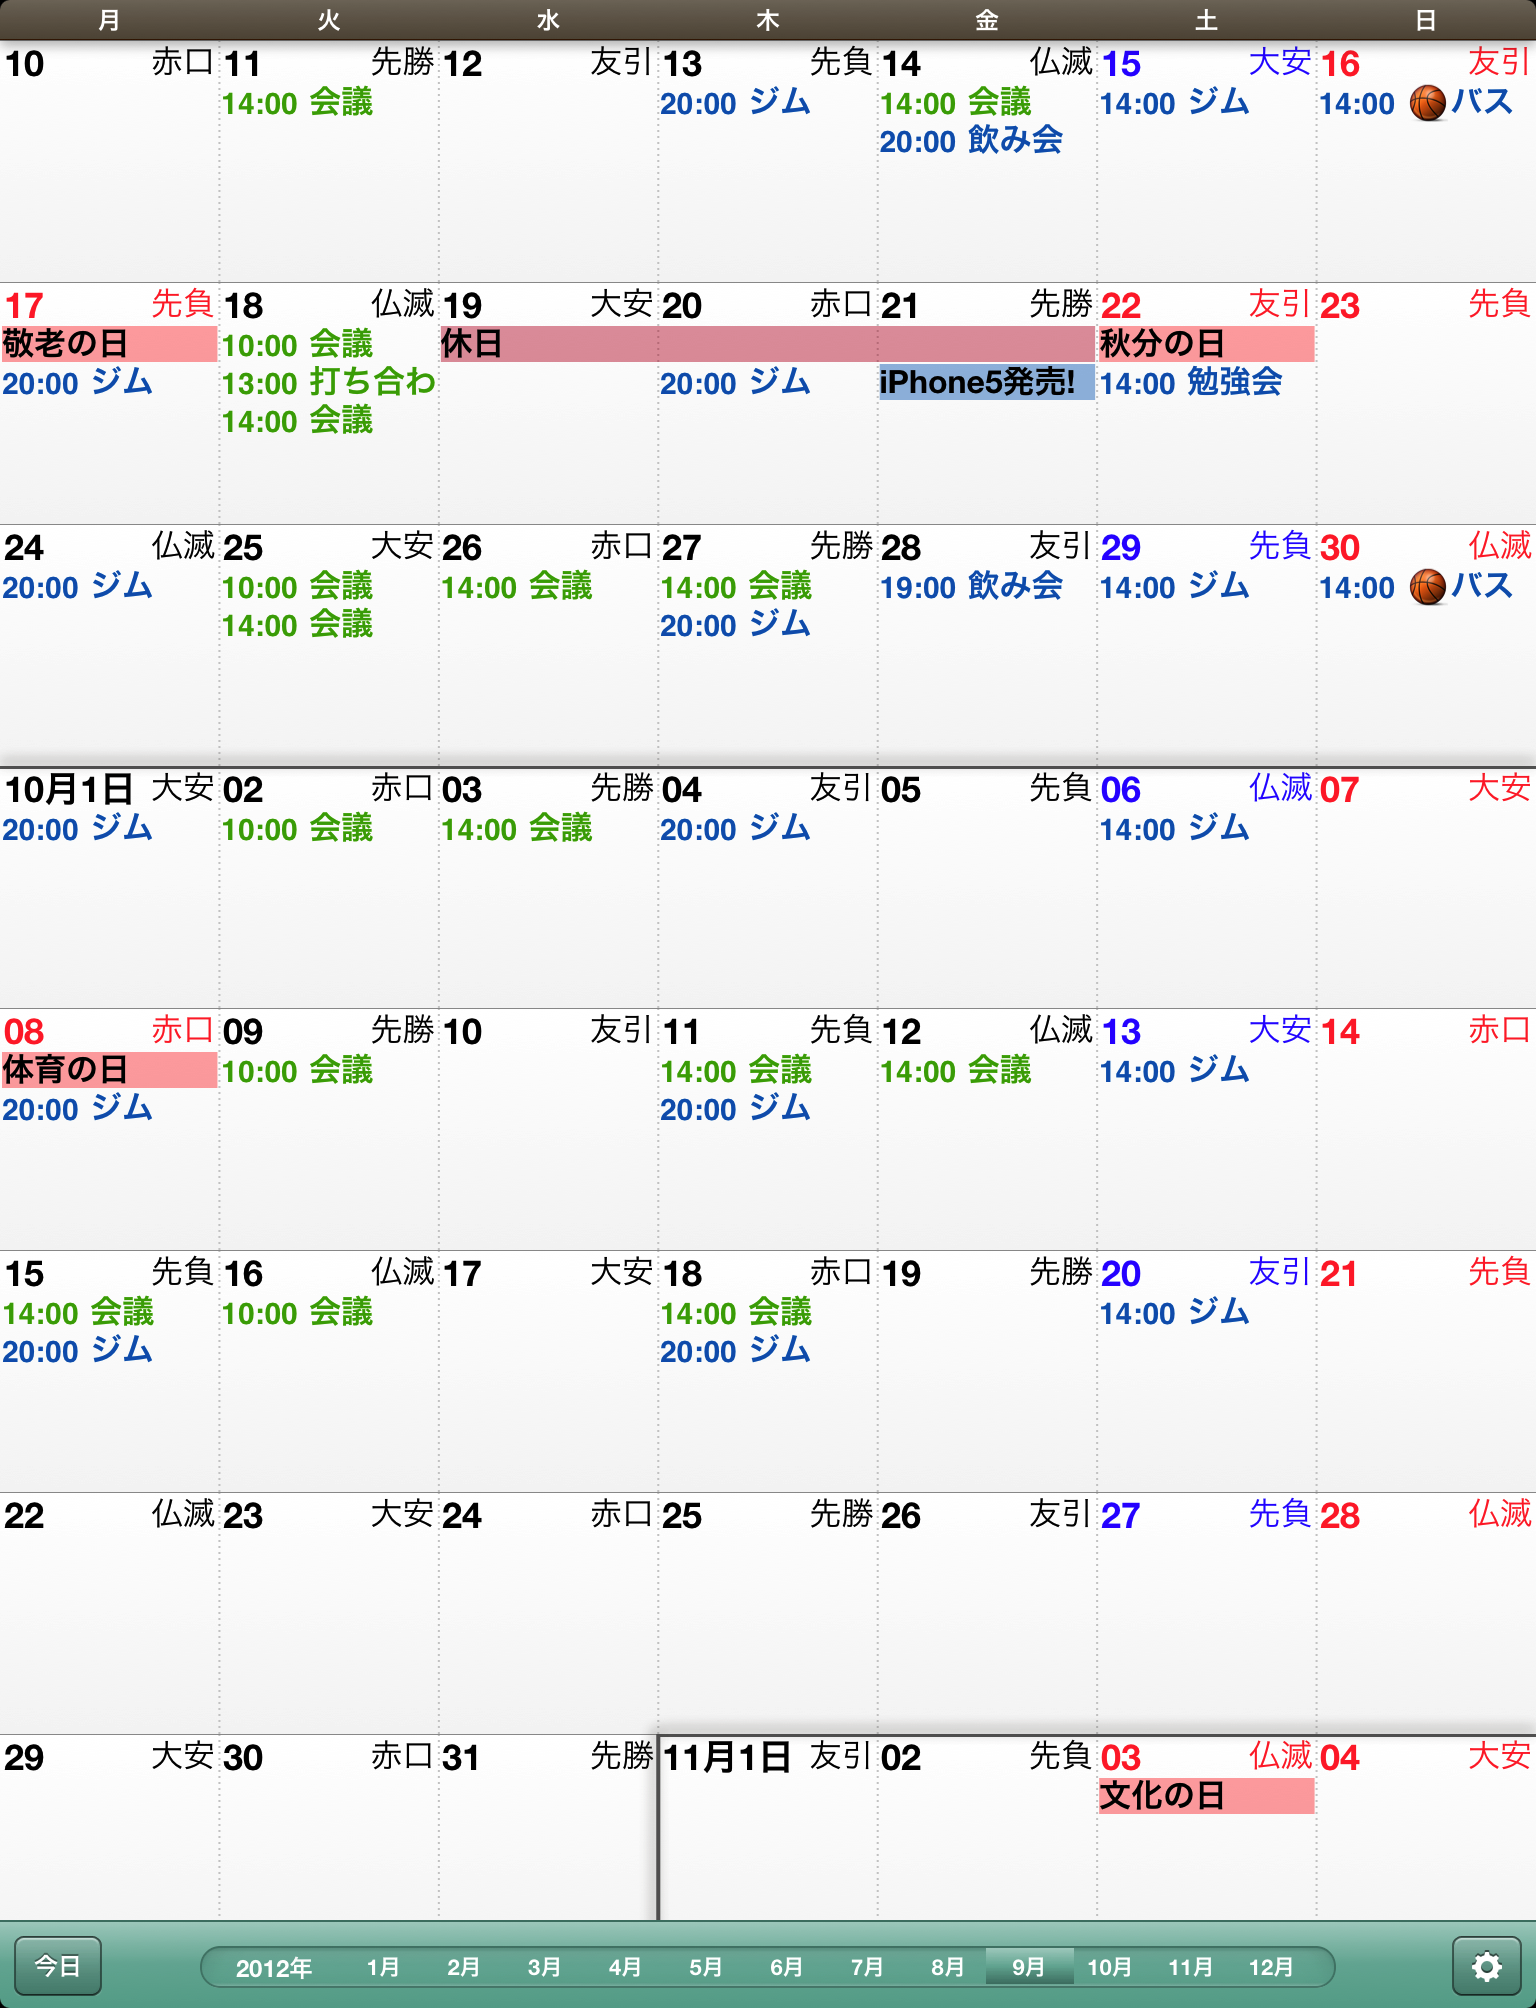 月 火 水 木 金 土 日
10 赤口 11 先勝 12 友引 13 先負 14 仏滅 15 大安 16 友引
14:00 会議 20:00 ジム 14:00 会議 14:00 ジム 14:00 🏀バス
20:00 飲み会
17 先負 18 仏滅 19 大安 20 赤口 21 先勝 22 友引 23 先負
敬老の日 10:00 会議 休日 秋分の日
20:00 ジム 13:00 打ち合わ 20:00 ジム iPhone5発売! 14:00 勉強会
14:00 会議
24 仏滅 25 大安 26 赤口 27 先勝 28 友引 29 先負 30 仏滅
20:00 ジム 10:00 会議 14:00 会議 14:00 会議 19:00 飲み会 14:00 ジム 14:00 🏀バス
14:00 会議 20:00 ジム
10月1日 大安 02 赤口 03 先勝 04 友引 05 先負 06 仏滅 07 大安
20:00 ジム 10:00 会議 14:00 会議 20:00 ジム 14:00 ジム
08 赤口 09 先勝 10 友引 11 先負 12 仏滅 13 大安 14 赤口
体育の日 10:00 会議 14:00 会議 14:00 会議 14:00 ジム
20:00 ジム 20:00 ジム
15 先負 16 仏滅 17 大安 18 赤口 19 先勝 20 友引 21 先負
14:00 会議 10:00 会議 14:00 会議 14:00 ジム
20:00 ジム 20:00 ジム
22 仏滅 23 大安 24 赤口 25 先勝 26 友引 27 先負 28 仏滅
29 大安 30 赤口 31 先勝 11月1日 友引 02 先負 03 仏滅 04 大安
文化の日
今日 2012年 1月 2月 3月 4月 5月 6月 7月 8月 9月 10月 11月 12月